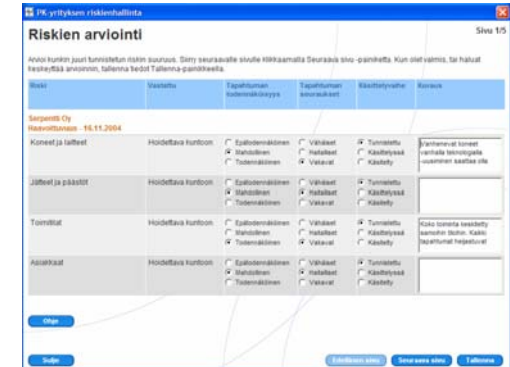 PK-yrityksen riskienhallinta
Riskien arviointi
Sivu 1/5
Arvioi kunkin juuri tunnistetun riskin suuruus. Siirry seuraavalle sivulle klikkaamalla Seuraava sivu -painiketta. Kun olet valmis, tai haluat
keskeyttää arvioinnin, tallenna tiedot Tallenna-painikkeella.
Riski Vastattu Tapahtuman todennäköisyys Tapahtuman seuraukset Käsittelyvaihe Kuvaus
Serpentti Oy
Haavoittuvuus - 16.11.2004
Koneet ja laitteet Hoidettava kuntoon Epätodennäköinen Vähäiset Tunnistettu Vanhenevat koneet
Mahdollinen Haitalliset Käsittelyssä vanhalla teknologialla
Todennäköinen Vakavat Käsitelty -uusiminen saattaa olla
Jätteet ja päästöt Hoidettava kuntoon Epätodennäköinen Vähäiset Tunnistettu
Mahdollinen Haitalliset Käsittelyssä
Todennäköinen Vakavat Käsitelty
Toimitilat Hoidettava kuntoon Epätodennäköinen Vähäiset Tunnistettu Koko toiminta keskitetty
Mahdollinen Haitalliset Käsittelyssä samoihin tiloihin. Kaikki
Todennäköinen Vakavat Käsitelty tapahtumat heijastuvat
Asiakkaat Hoidettava kuntoon Epätodennäköinen Vähäiset Tunnistettu
Mahdollinen Haitalliset Käsittelyssä
Todennäköinen Vakavat Käsitelty
Ohje
Sulje Edellinen sivu Seuraava sivu Tallenna